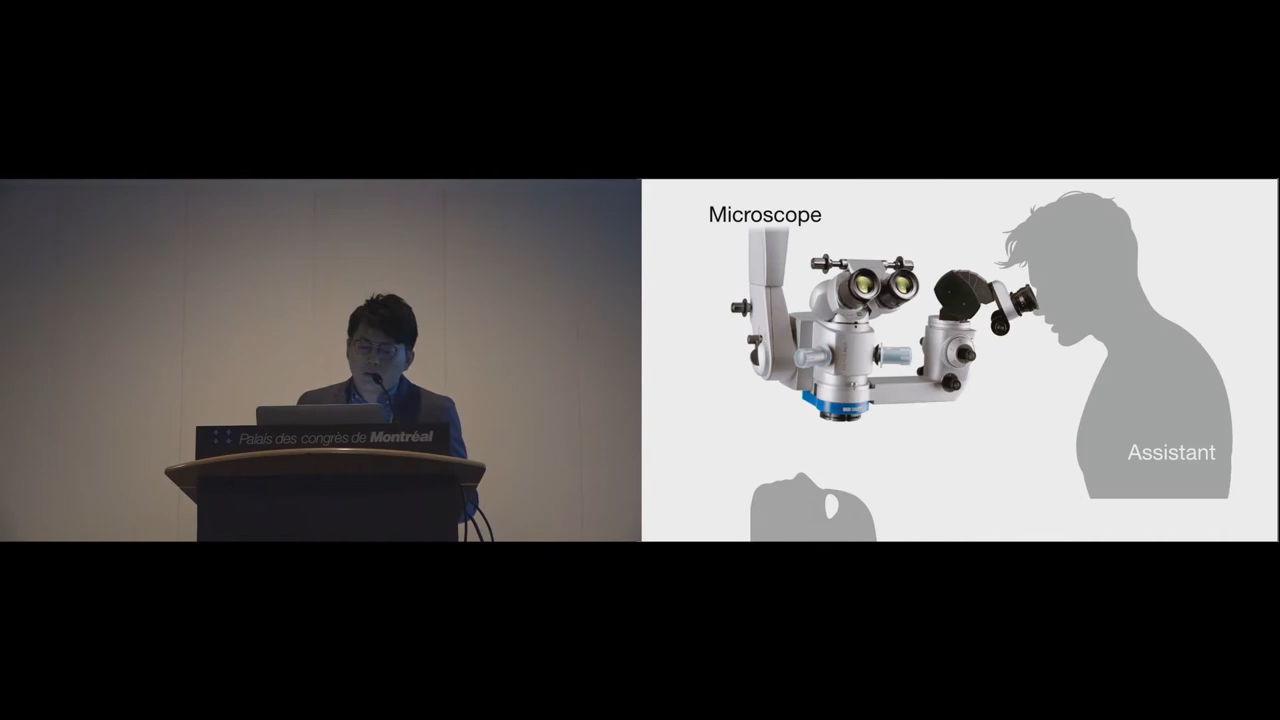 Palais des congrès de Montréal
Microscope
Assistant